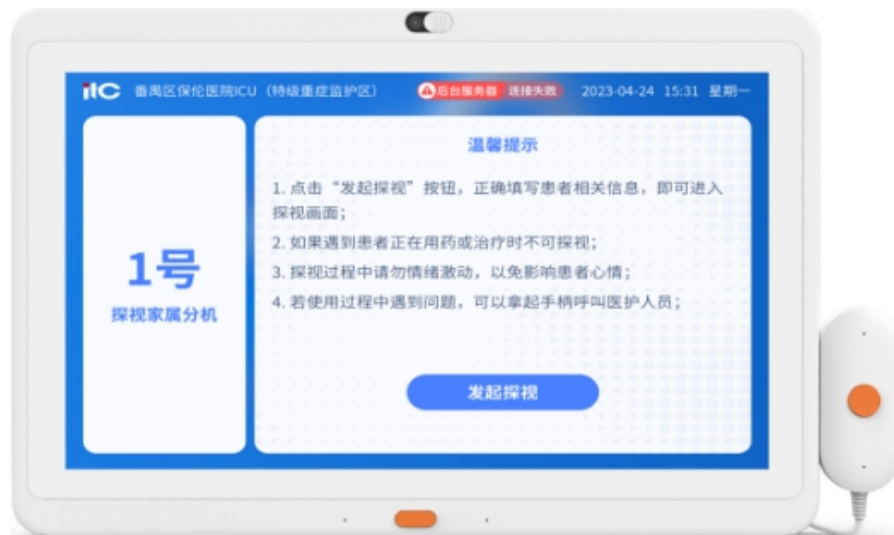 itC 番禺区保伦医院ICU（特级重症监护区） 后台服务器 连接失败 2023-04-24 15:31 星期一
温馨提示
1. 点击“发起探视”按钮，正确填写患者相关信息，即可进入
探视画面；
2. 如果遇到患者正在用药或治疗时不可探视；
3. 探视过程中请勿情绪激动，以免影响患者心情；
4. 若使用过程中遇到问题，可以拿起手柄呼叫医护人员；
1号
探视家属分机
发起探视